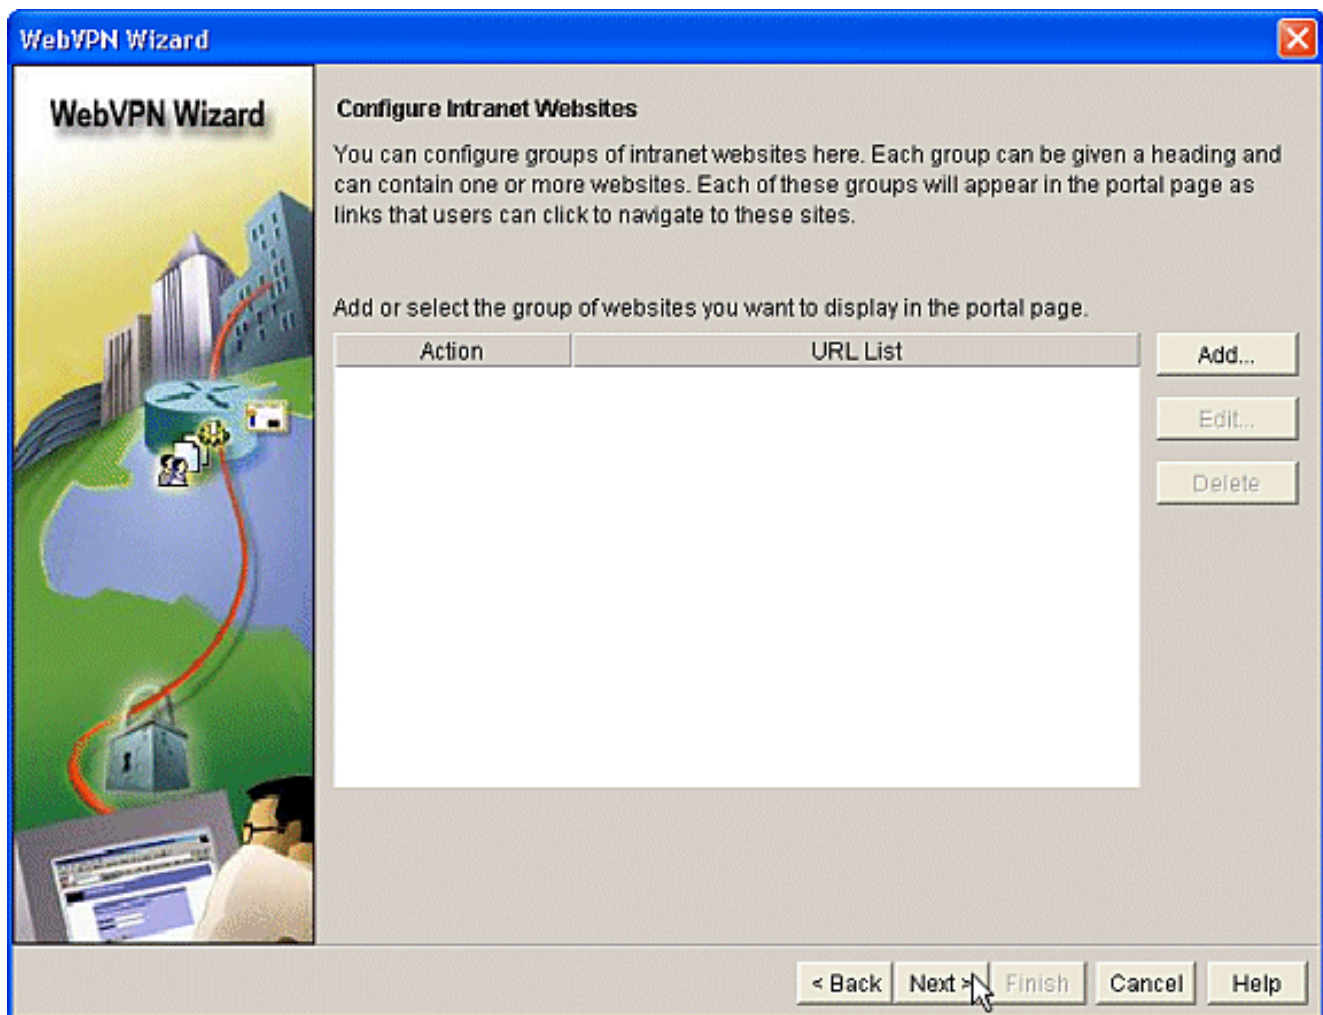 WebVPN Wizard
WebVPN Wizard
Configure Intranet Websites
You can configure groups of intranet websites here. Each group can be given a heading and
can contain one or more websites. Each of these groups will appear in the portal page as
links that users can click to navigate to these sites.
Add or select the group of websites you want to display in the portal page.
Action URL List
Add...
Edit...
Delete
< Back Next > Finish Cancel Help